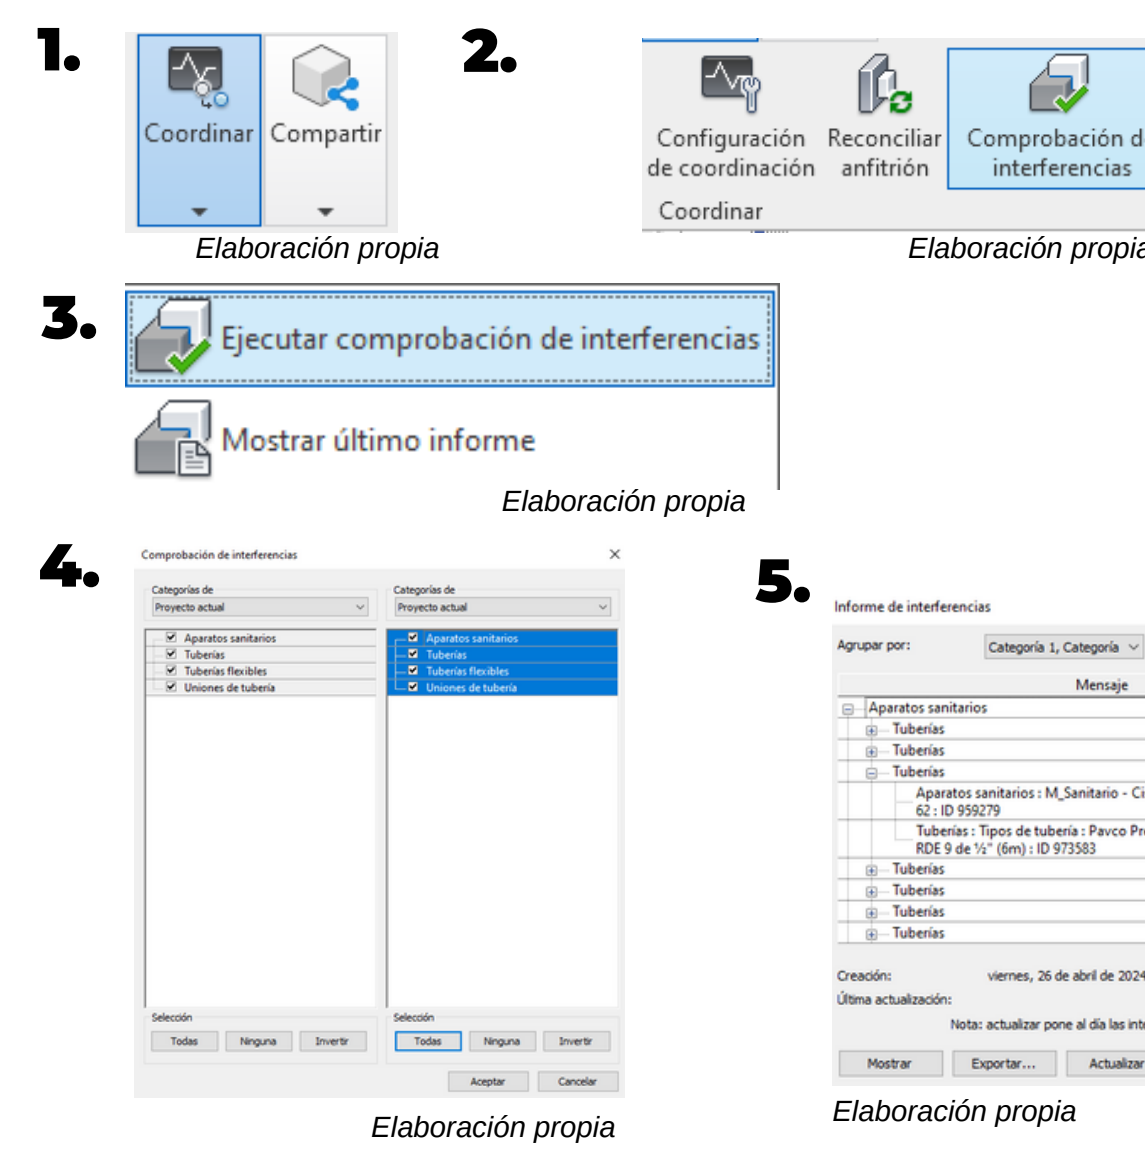 1.
Coordinar
Compartir
Elaboración propia
2.
Configuración
de coordinación
Reconciliar
anfitrión
Comprobación d
interferencias
Coordinar
Elaboración propia
3.
Ejecutar comprobación de interferencias
Mostrar último informe
Elaboración propia
4.
Comprobación de interferencias
Categorías de
Proyecto actual
Aparatos sanitarios
Tuberías
Tuberías flexibles
Uniones de tubería
Selección
Todas Ninguna Invertir
Categorías de
Proyecto actual
Aparatos sanitarios
Tuberías
Tuberías flexibles
Uniones de tubería
Selección
Todas Ninguna Invertir
Aceptar Cancelar
Elaboración propia
5.
Informe de interferencias
Agrupar por: Categoría 1, Categoría
Mensaje
Aparatos sanitarios
Tuberías
Tuberías
Tuberías
Aparatos sanitarios : M_Sanitario - Ci
62 : ID 959279
Tuberías : Tipos de tubería : Pavco Pr
RDE 9 de ½" (6m) : ID 973583
Tuberías
Tuberías
Tuberías
Tuberías
Creación: viernes, 26 de abril de 2024
Última actualización:
Nota: actualizar pone al día las int
Mostrar Exportar... Actualizar
Elaboración propia